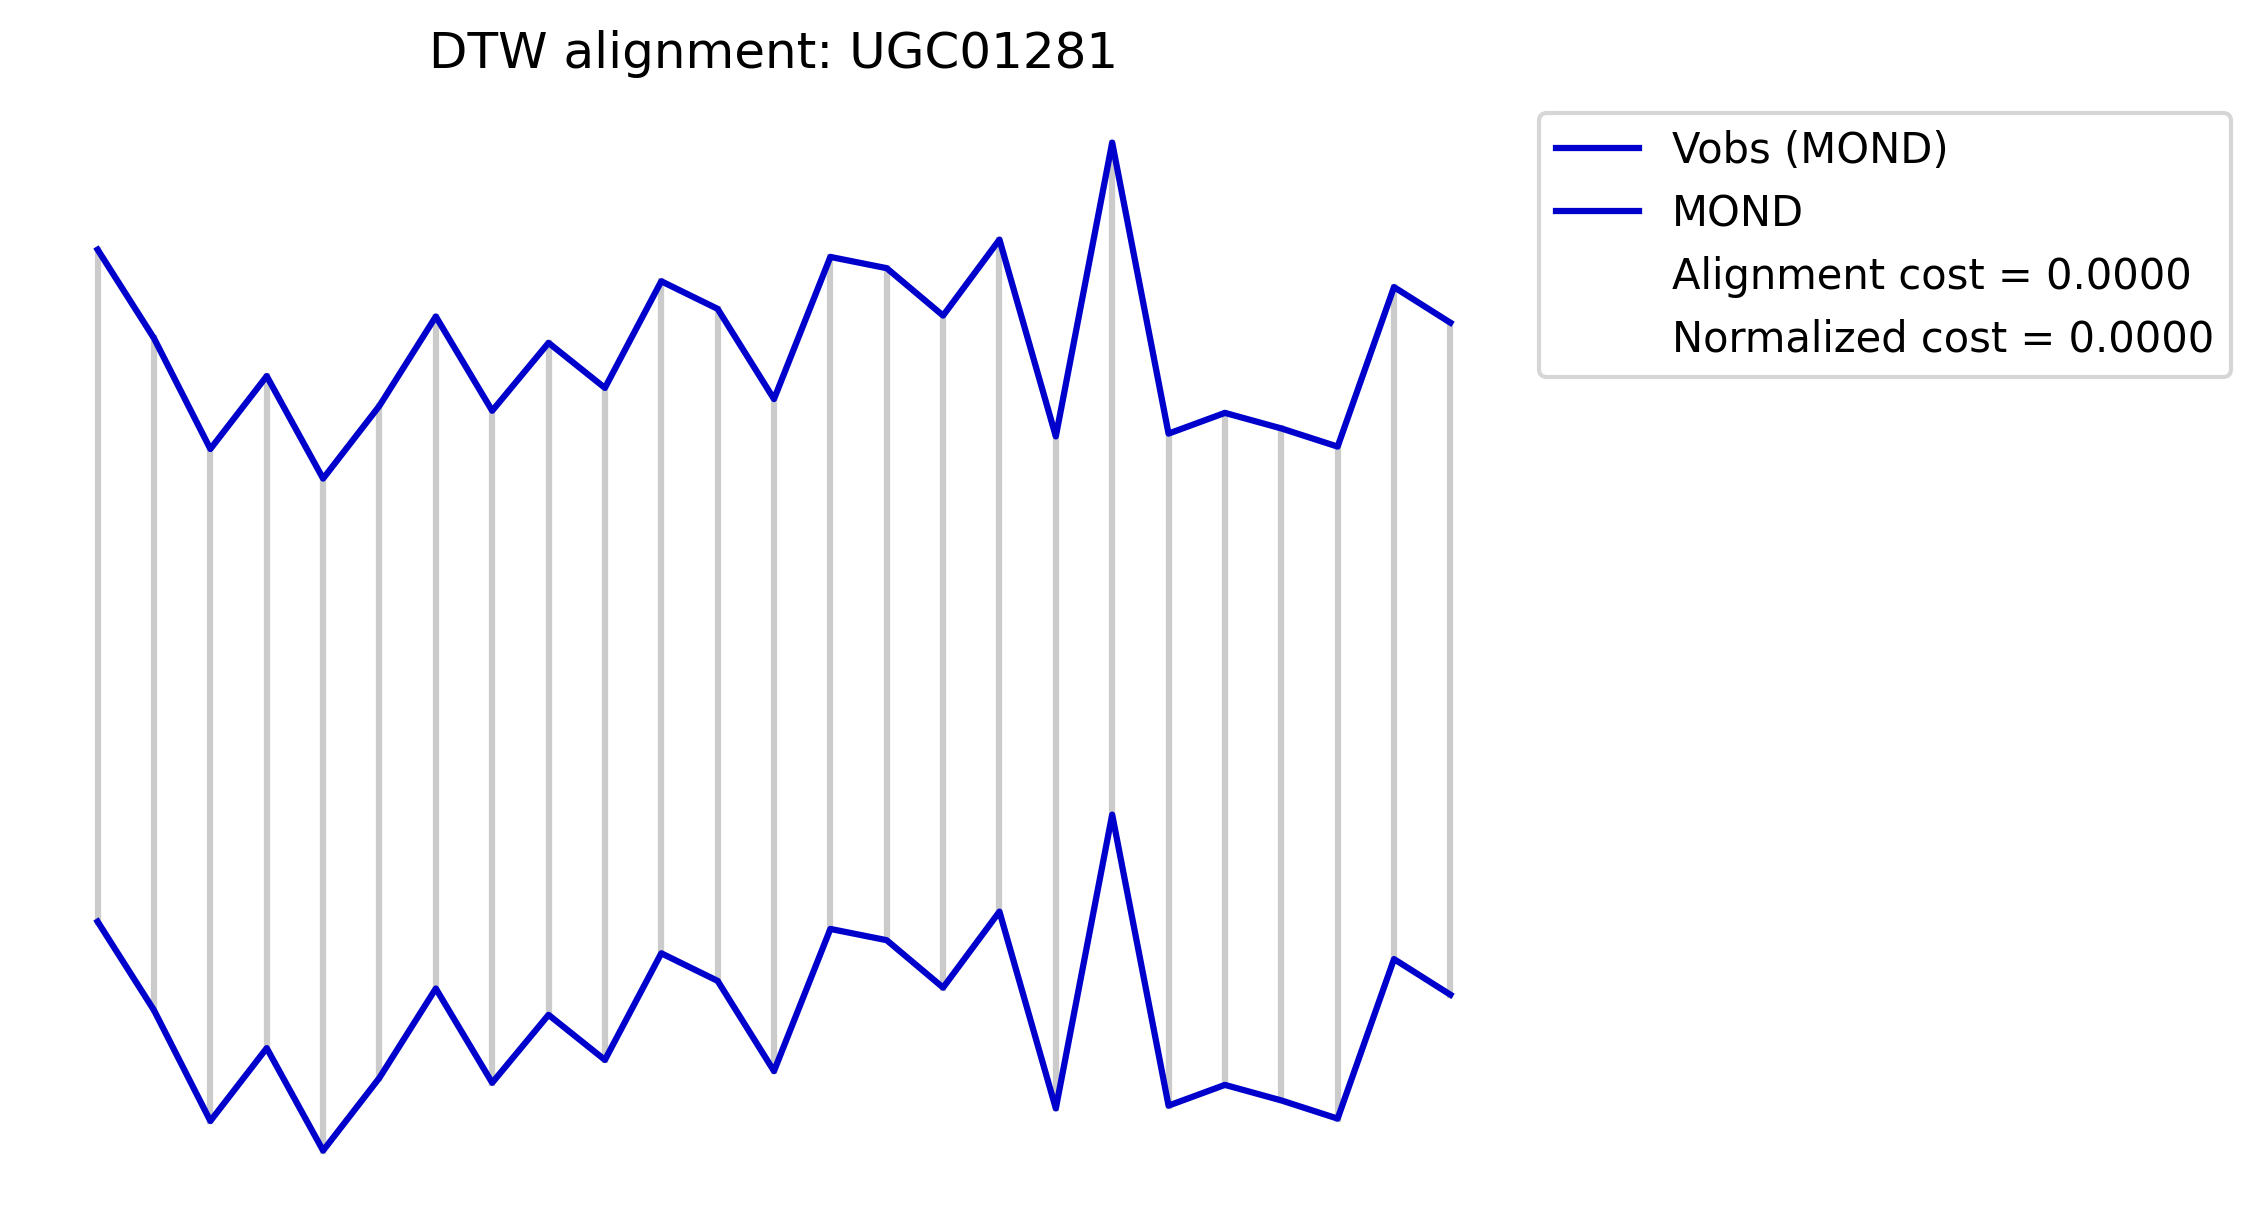 DTW alignment: UGC01281
Vobs (MOND)
MOND
Alignment cost = 0.0000
Normalized cost = 0.0000